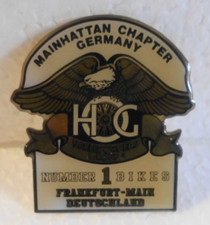 MAINHATTAN CHAPTER
GERMANY
HOG
NUMBER 1 BIKES
FRANKFURT-MAIN
DEUTSCHLAND